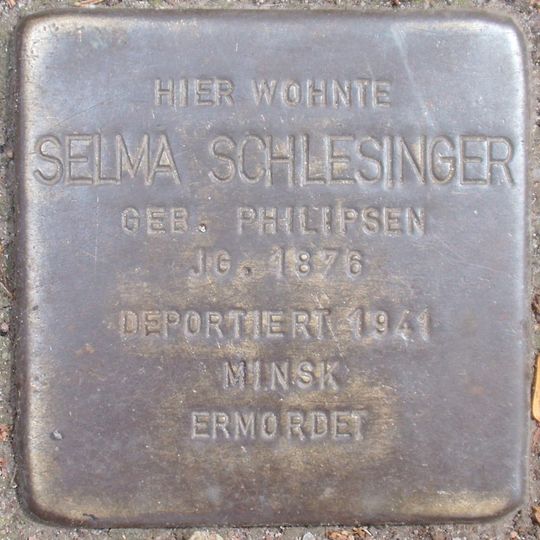 HIER WOHNTE
SELMA SCHLESINGER
GEB. PHILIPSEN
JG. 1876
DEPORTIERT 1941
MINSK
ERMORDET